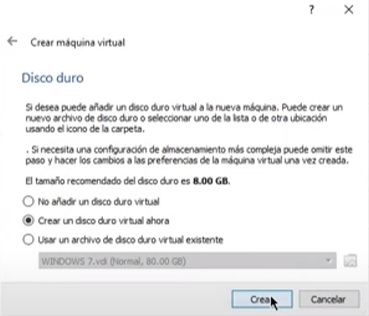 ?
←
Crear máquina virtual
Disco duro
Si desea puede añadir un disco duro virtual a la nueva máquina. Puede crear un
nuevo archivo de disco duro o seleccionar uno de la lista o de otra ubicación
usando el icono de la carpeta.
. Si necesita una configuración de almacenamiento más compleja puede omitir este
paso y hacer los cambios a las preferencias de la máquina virtual una vez creada.
El tamaño recomendado del disco duro es 8.00 GB.
No añadir un disco duro virtual
Crear un disco duro virtual ahora
Usar un archivo de disco duro virtual existente
WINDOWS 7.vdi (Normal, 80.00 GB)
Crea
Cancelar